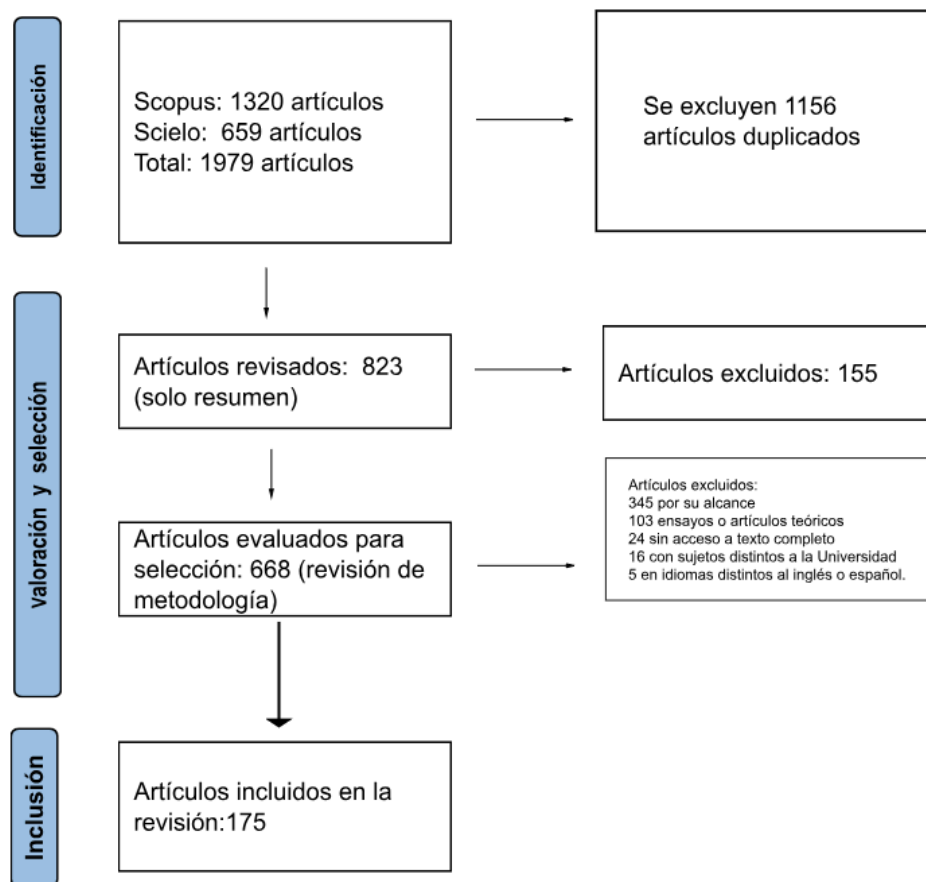 Identificación
Scopus: 1320 artículos
Scielo: 659 artículos
Total: 1979 artículos
Se excluyen 1156
artículos duplicados
Valoración y selección
Artículos revisados: 823
(solo resumen)
Artículos excluidos: 155
Artículos evaluados para
selección: 668 (revisión de
metodología)
Artículos excluidos:
345 por su alcance
103 ensayos o artículos teóricos
24 sin acceso a texto completo
16 con sujetos distintos a la Universidad
5 en idiomas distintos al inglés o español.
Inclusión
Artículos incluidos en la
revisión:175